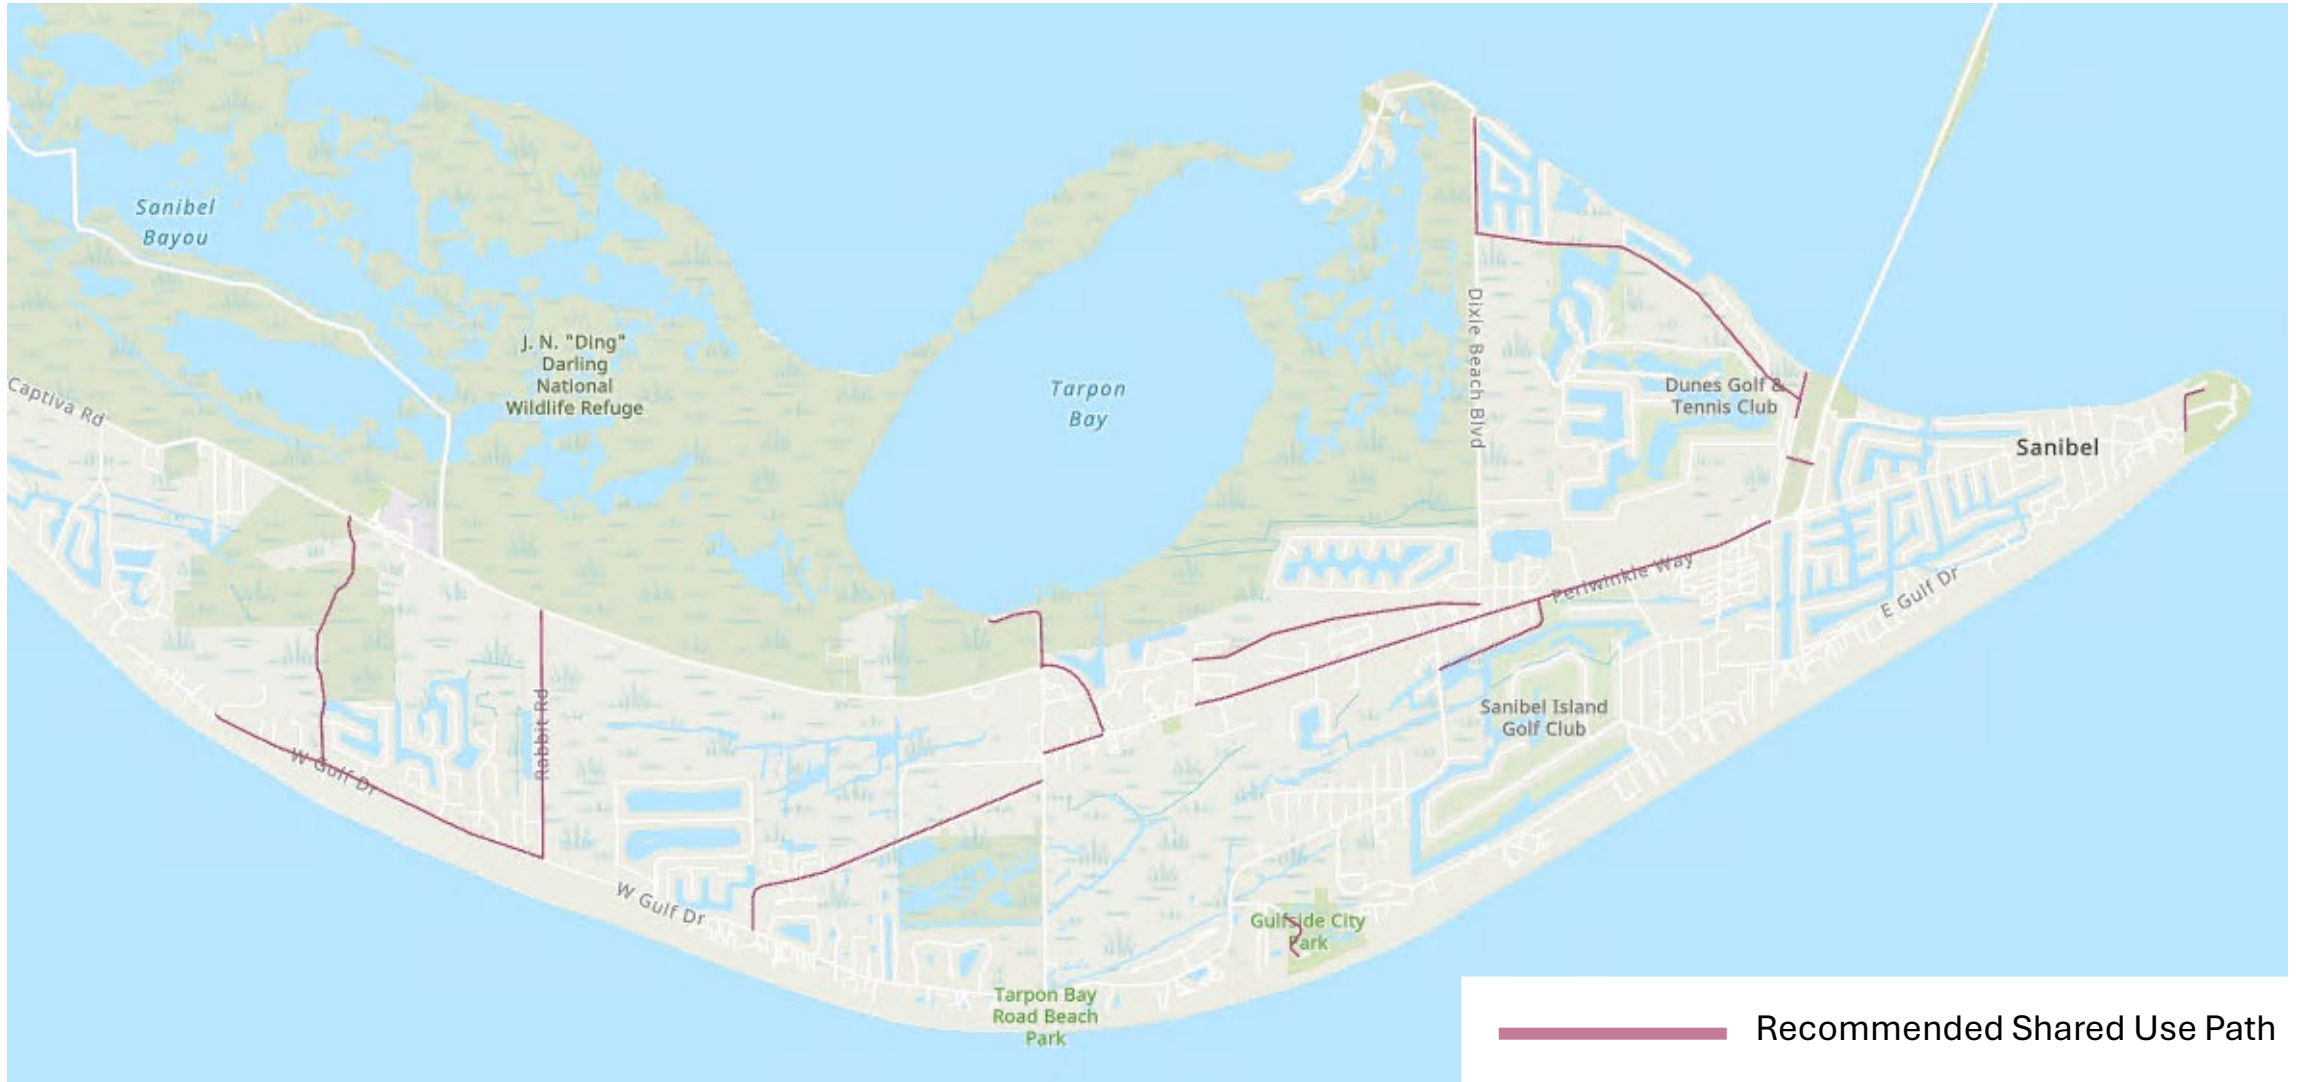 Sanibel
Bayou
J. N. "Ding"
Darling
National
Wildlife Refuge
Captiva Rd
Tarpon
Bay
Dixie Beach Blvd
Dunes Golf &
Tennis Club
Sanibel
Periwinkle Way
E Gulf Dr
Rabbit Rd
W Gulf Dr
Sanibel Island
Golf Club
W Gulf Dr
Gulfside City
Park
Tarpon Bay
Road Beach
Park
Recommended Shared Use Path